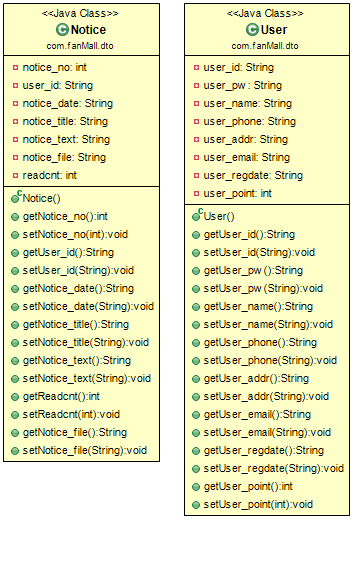 <<Java Class>>
C Notice
com.fanMall.dto
notice_no: int
user_id: String
notice_date: String
notice_title: String
notice_text: String
notice_file: String
readcnt: int
C Notice()
getNotice_no():int
setNotice_no(int):void
getUser_id():String
setUser_id(String):void
getNotice_date():String
setNotice_date(String):void
getNotice_title():String
setNotice_title(String):void
getNotice_text():String
setNotice_text(String):void
getReadcnt():int
setReadcnt(int):void
getNotice_file():String
setNotice_file(String):void
<<Java Class>>
C User
com.fanMall.dto
user_id: String
user_pw: String
user_name: String
user_phone: String
user_addr: String
user_email: String
user_regdate: String
user_point: int
C User()
getUser_id():String
setUser_id(String):void
getUser_pw():String
setUser_pw(String):void
getUser_name():String
setUser_name(String):void
getUser_phone():String
setUser_phone(String):void
getUser_addr():String
setUser_addr(String):void
getUser_email():String
setUser_email(String):void
getUser_regdate():String
setUser_regdate(String):void
getUser_point():int
setUser_point(int):void